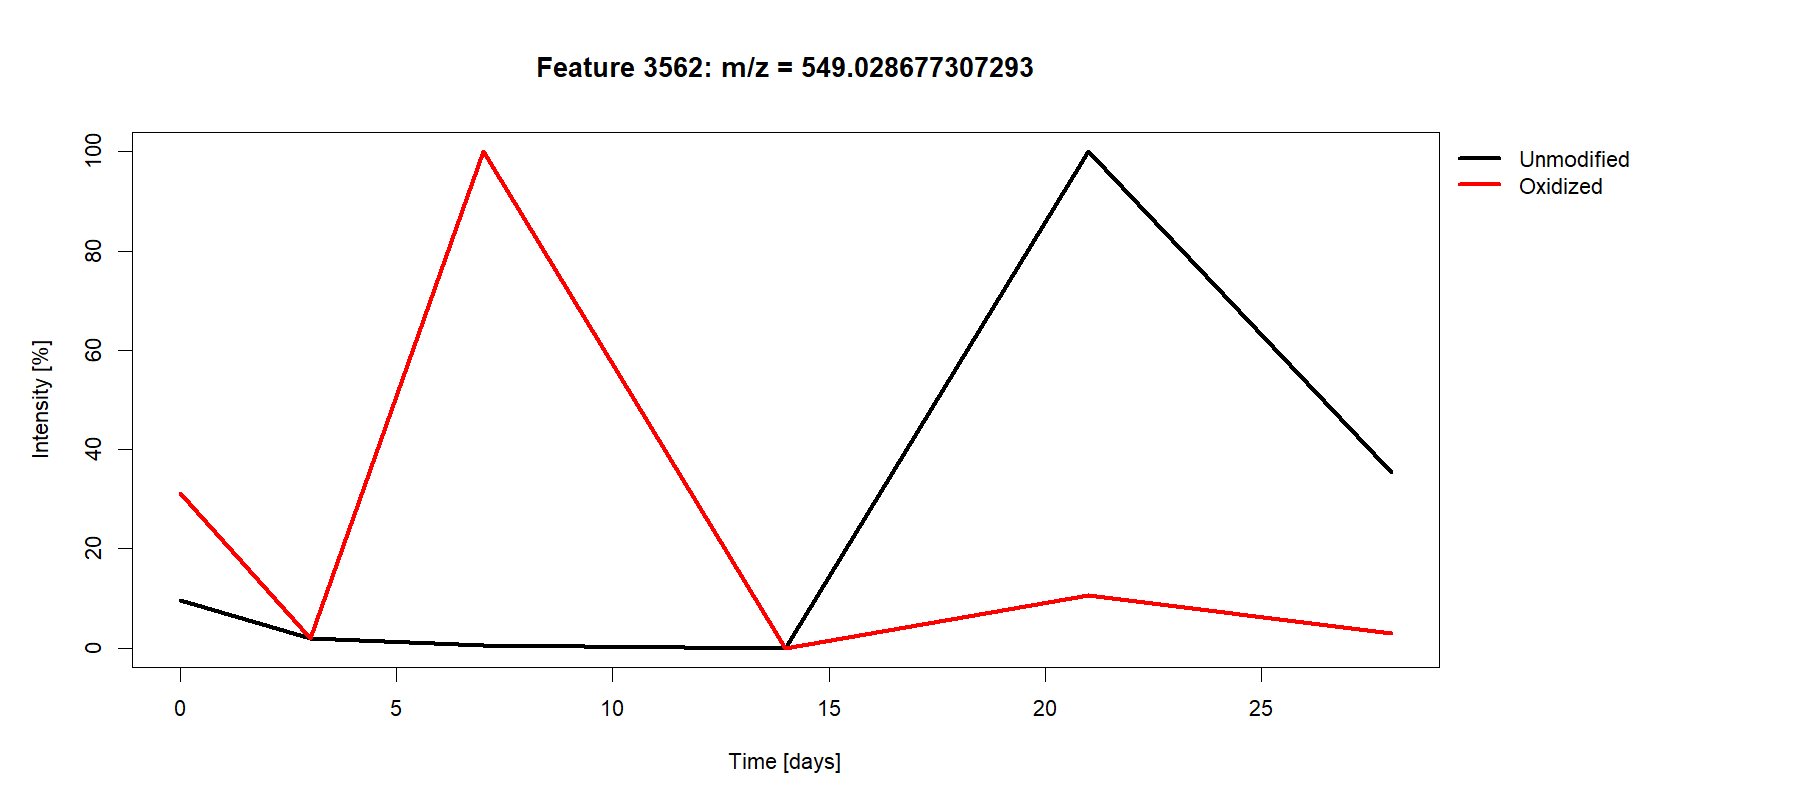 Feature 3562: m/z = 549.028677307293
Unmodified
Oxidized
Intensity [%]
100
80
60
40
20
0
0 5 10 15 20 25
Time [days]